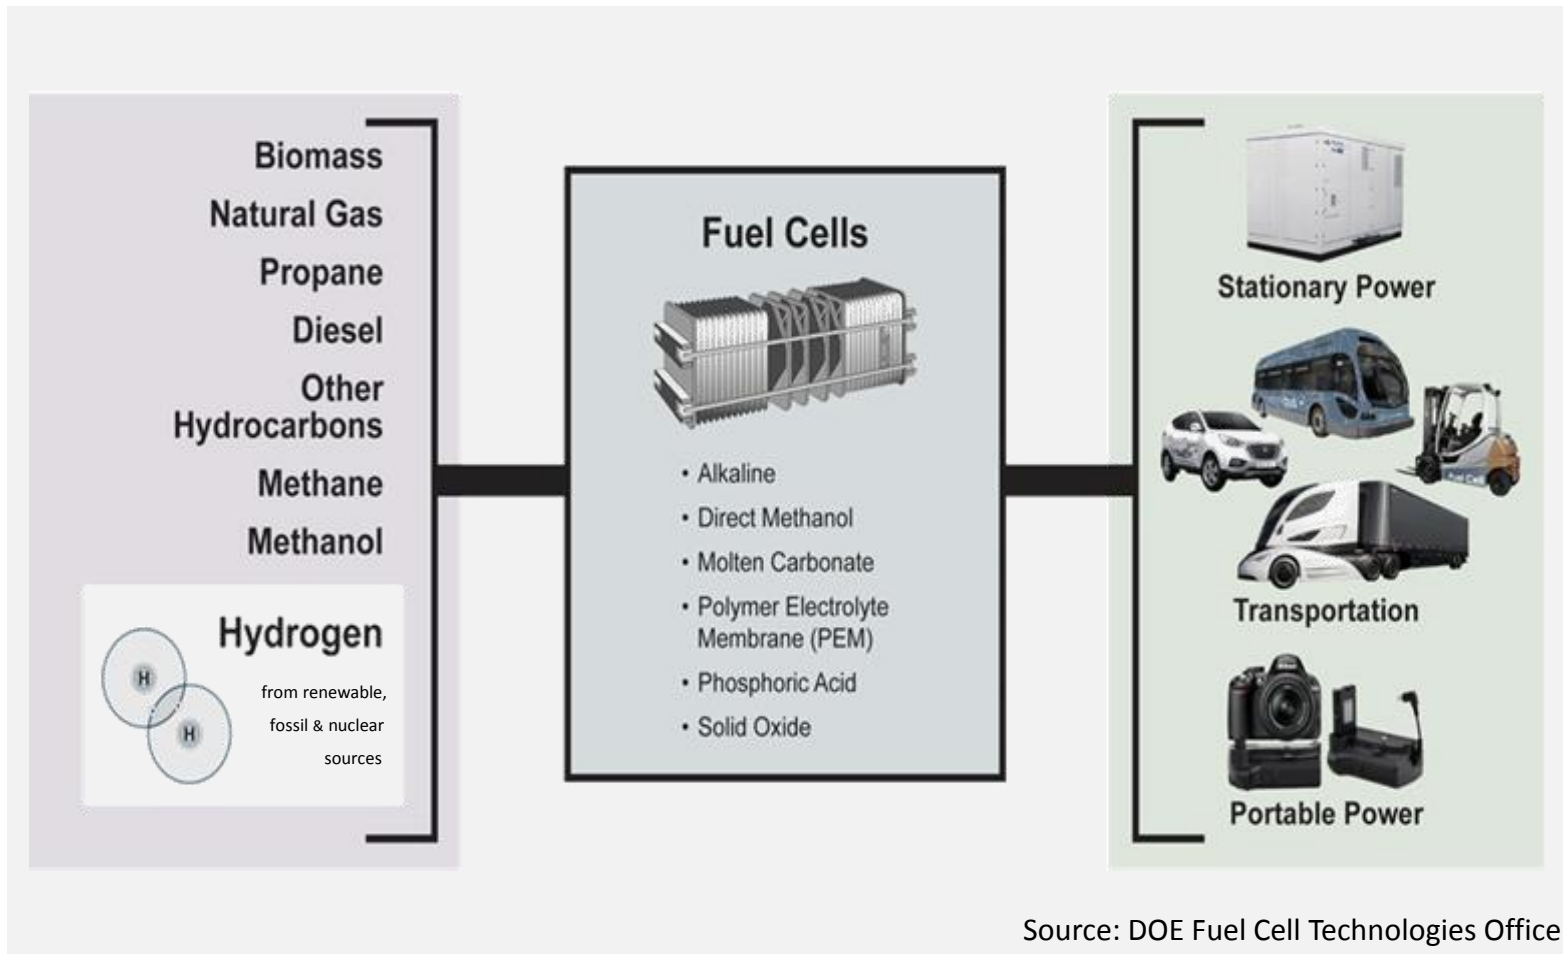 Biomass
Natural Gas
Propane
Diesel
Other
Hydrocarbons
Methane
Methanol
Hydrogen
H
H
from renewable,
fossil & nuclear
sources
Fuel Cells
• Alkaline
• Direct Methanol
• Molten Carbonate
• Polymer Electrolyte
Membrane (PEM)
• Phosphoric Acid
• Solid Oxide
Stationary Power
Fuel Cell
Transportation
Portable Power
Source: DOE Fuel Cell Technologies Office